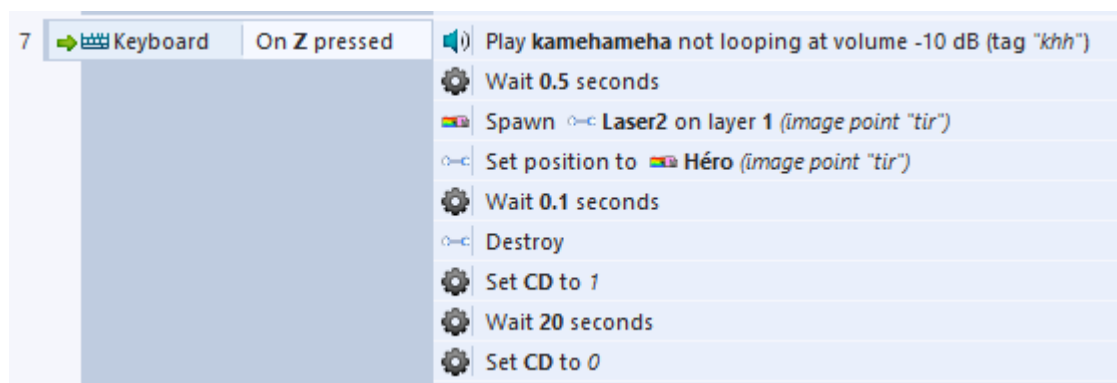 7 Keyboard On Z pressed Play kamehameha not looping at volume -10 dB (tag "khh")
Wait 0.5 seconds
Spawn Laser2 on layer 1 (image point "tir")
Set position to Héro (image point "tir")
Wait 0.1 seconds
Destroy
Set CD to 1
Wait 20 seconds
Set CD to 0